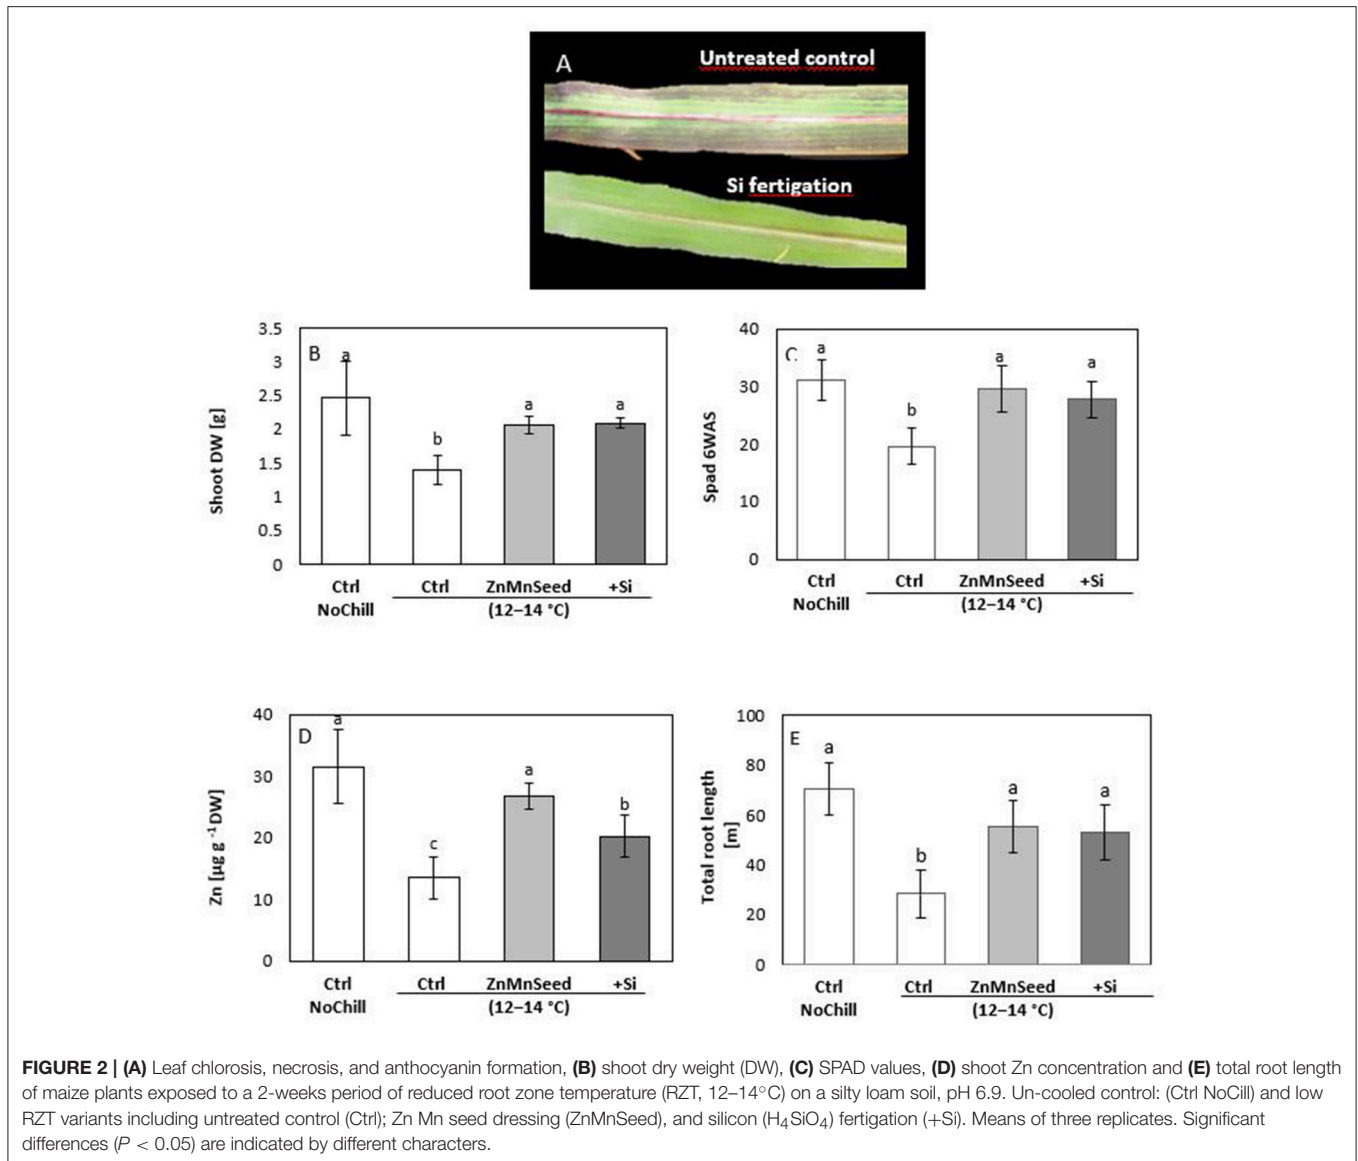 A
Untreated control
Si fertigation
B
Shoot DW [g]
3.5
3
2.5
2
1.5
1
0.5
0
a
b
a
a
Ctrl Ctrl ZnMnSeed +Si
NoChill (12–14 °C)
C
Spad 6WAS
40
30
20
10
0
a
b
a
a
Ctrl Ctrl ZnMnSeed +Si
NoChill (12–14 °C)
D
Zn [µg g⁻¹DW]
40
30
20
10
0
a
c
a
b
Ctrl Ctrl ZnMnSeed +Si
NoChill (12–14 °C)
E
Total root length
[m]
100
80
60
40
20
0
a
b
a
a
Ctrl Ctrl ZnMnSeed +Si
NoChill (12–14 °C)
FIGURE 2 | (A) Leaf chlorosis, necrosis, and anthocyanin formation, (B) shoot dry weight (DW), (C) SPAD values, (D) shoot Zn concentration and (E) total root length
of maize plants exposed to a 2-weeks period of reduced root zone temperature (RZT, 12–14°C) on a silty loam soil, pH 6.9. Un-cooled control: (Ctrl NoCill) and low
RZT variants including untreated control (Ctrl); Zn Mn seed dressing (ZnMnSeed), and silicon (H₄SiO₄) fertigation (+Si). Means of three replicates. Significant
differences (P < 0.05) are indicated by different characters.